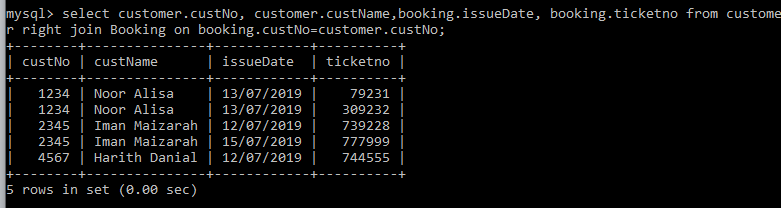 mysql> select customer.custNo, customer.custName,booking.issueDate, booking.ticketno from custome
r right join Booking on booking.custNo=customer.custNo;
+--------+---------------+------------+----------+
| custNo | custName      | issueDate  | ticketno |
+--------+---------------+------------+----------+
|   1234 | Noor Alisa    | 13/07/2019 |    79231 |
|   1234 | Noor Alisa    | 13/07/2019 |   309232 |
|   2345 | Iman Maizarah | 12/07/2019 |   739228 |
|   2345 | Iman Maizarah | 15/07/2019 |   777999 |
|   4567 | Harith Danial | 12/07/2019 |   744555 |
+--------+---------------+------------+----------+
5 rows in set (0.00 sec)